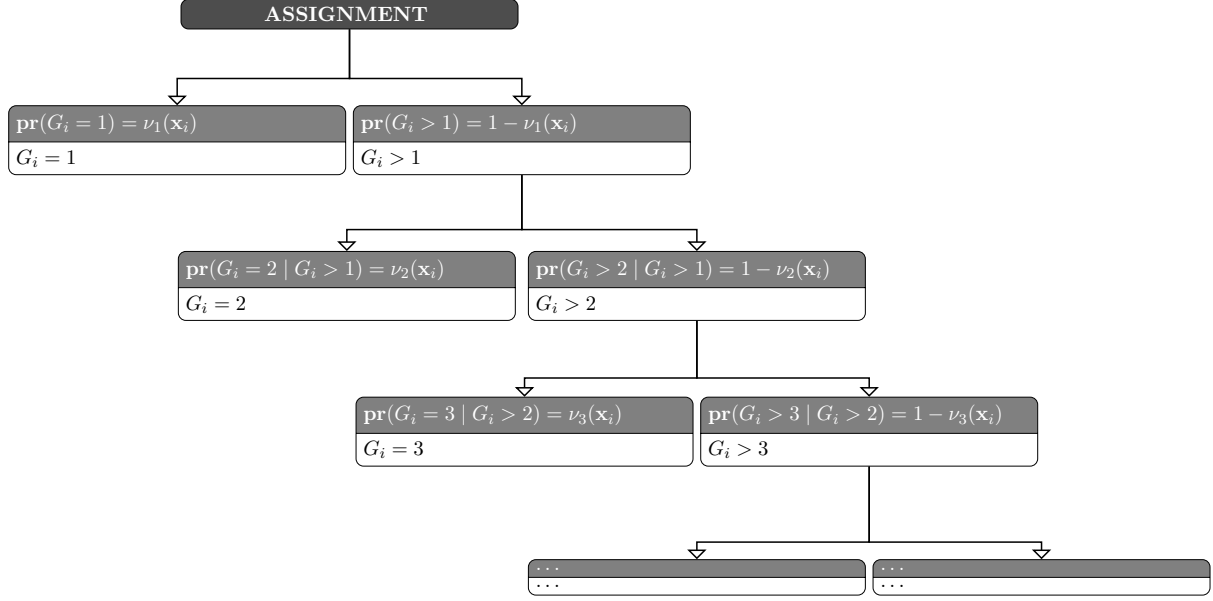 ASSIGNMENT
pr(G_i = 1) = ν_1(x_i)
G_i = 1
pr(G_i > 1) = 1 − ν_1(x_i)
G_i > 1
pr(G_i = 2 | G_i > 1) = ν_2(x_i)
G_i = 2
pr(G_i > 2 | G_i > 1) = 1 − ν_2(x_i)
G_i > 2
pr(G_i = 3 | G_i > 2) = ν_3(x_i)
G_i = 3
pr(G_i > 3 | G_i > 2) = 1 − ν_3(x_i)
G_i > 3
...
...
...
...